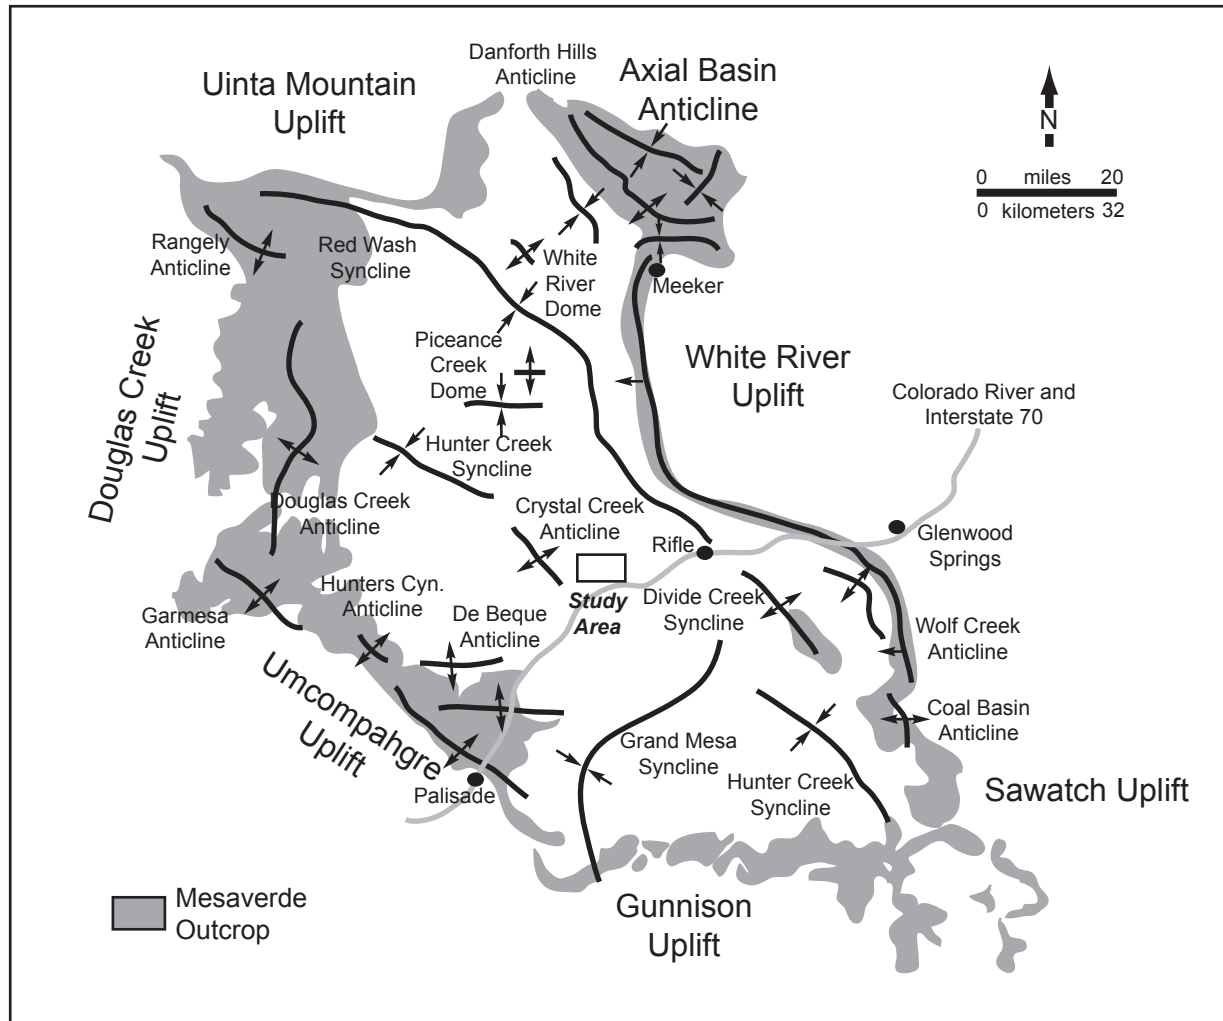 Danforth Hills
Anticline
Uinta Mountain
Uplift
Axial Basin
Anticline
N
0 miles 20
0 kilometers 32
Rangely
Anticline
Red Wash
Syncline
White
River
Dome
Meeker
Piceance
Creek
Dome
White River
Uplift
Colorado River and
Interstate 70
Douglas Creek
Uplift
Hunter Creek
Syncline
Douglas Creek
Anticline
Crystal Creek
Anticline
Rifle
Glenwood
Springs
Garmesa
Anticline
Hunters Cyn.
Anticline
De Beque
Anticline
Study
Area
Divide Creek
Syncline
Wolf Creek
Anticline
Umcompahgre
Uplift
Coal Basin
Anticline
Grand Mesa
Syncline
Hunter Creek
Syncline
Palisade
Sawatch Uplift
Gunnison
Uplift
Mesaverde
Outcrop